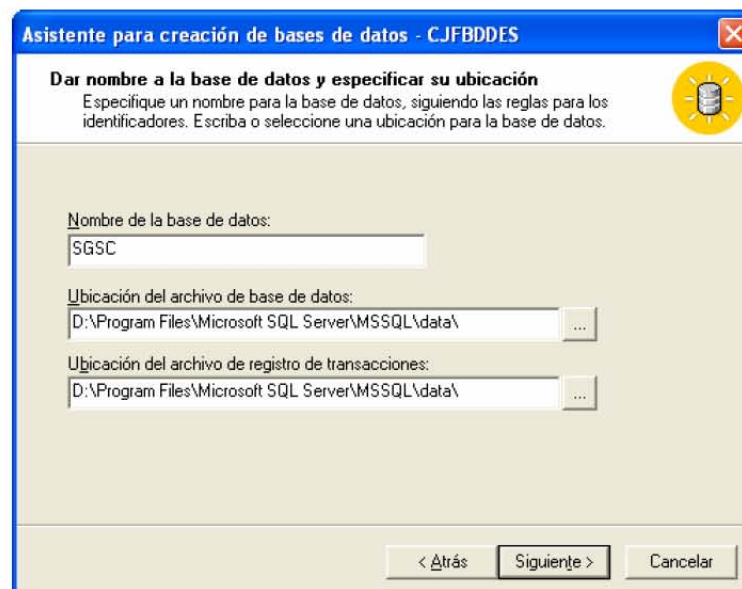 Asistente para creación de bases de datos - CJFBDDES
Dar nombre a la base de datos y especificar su ubicación
Especifique un nombre para la base de datos, siguiendo las reglas para los
identificadores. Escriba o seleccione una ubicación para la base de datos.
Nombre de la base de datos:
SGSC
Ubicación del archivo de base de datos:
D:\Program Files\Microsoft SQL Server\MSSQL\data\
...
Ubicación del archivo de registro de transacciones:
D:\Program Files\Microsoft SQL Server\MSSQL\data\
...
< Atrás
Siguiente >
Cancelar